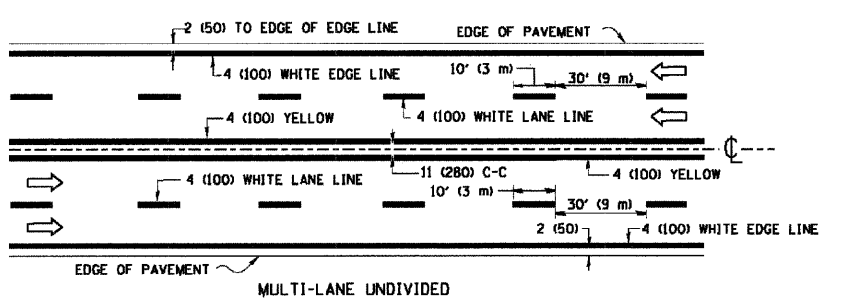 2 (50) TO EDGE OF EDGE LINE
EDGE OF PAVEMENT
4 (100) WHITE EDGE LINE
10' (3 m)
30' (9 m)
4 (100) YELLOW
4 (100) WHITE LANE LINE
℄
4 (100) WHITE LANE LINE
11 (280) C-C
4 (100) YELLOW
10' (3 m)
30' (9 m)
2 (50)
4 (100) WHITE EDGE LINE
EDGE OF PAVEMENT
MULTI-LANE UNDIVIDED